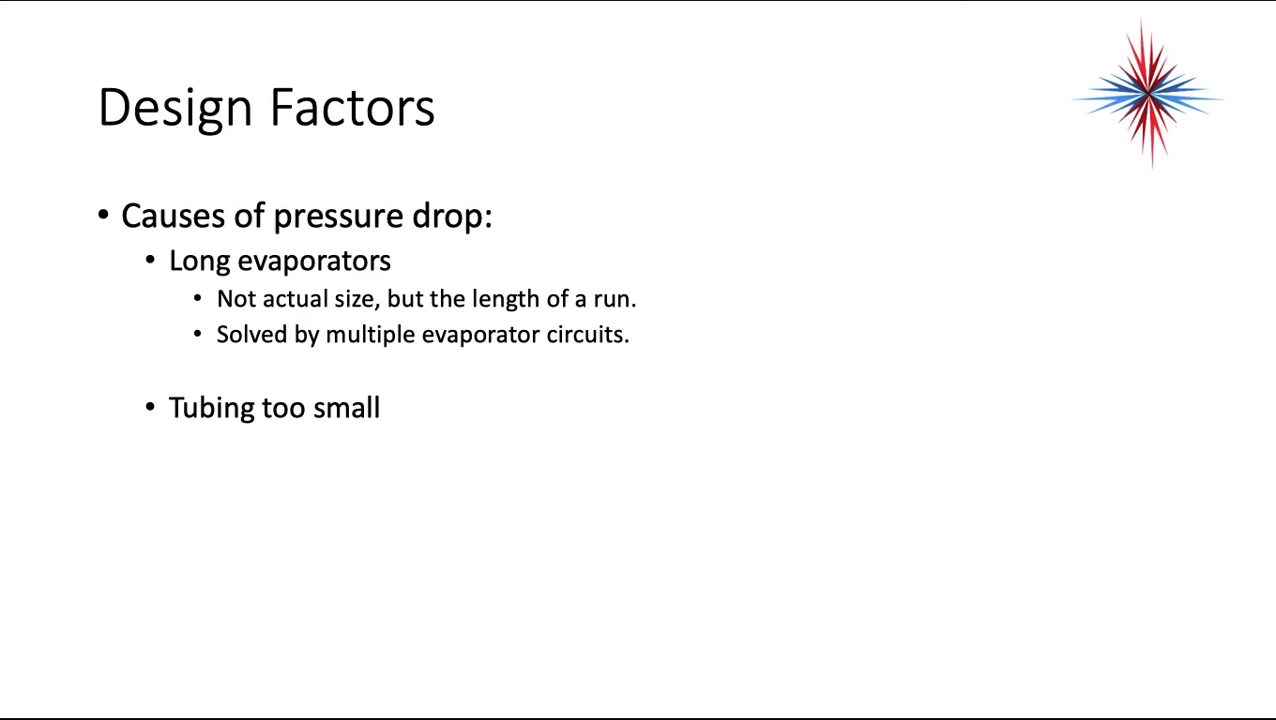 Design Factors
• Causes of pressure drop:
• Long evaporators
• Not actual size, but the length of a run.
• Solved by multiple evaporator circuits.
• Tubing too small